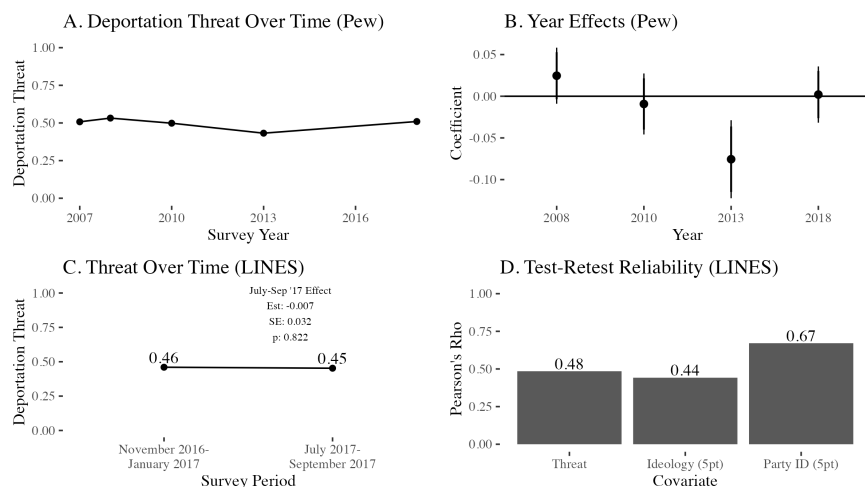 A. Deportation Threat Over Time (Pew)
Deportation Threat
1.00
0.75
0.50
0.25
0.00
2007
2010
2013
2016
Survey Year
B. Year Effects (Pew)
Coefficient
0.05
0.00
-0.05
-0.10
2008
2010
2013
2018
Year
C. Threat Over Time (LINES)
Deportation Threat
1.00
0.75
0.50
0.25
0.00
July-Sep '17 Effect
Est: -0.007
SE: 0.032
p: 0.822
0.46
0.45
November 2016-
January 2017
July 2017-
September 2017
Survey Period
D. Test-Retest Reliability (LINES)
Pearson's Rho
1.00
0.75
0.50
0.25
0.00
0.48
0.44
0.67
Threat
Ideology (5pt)
Party ID (5pt)
Covariate